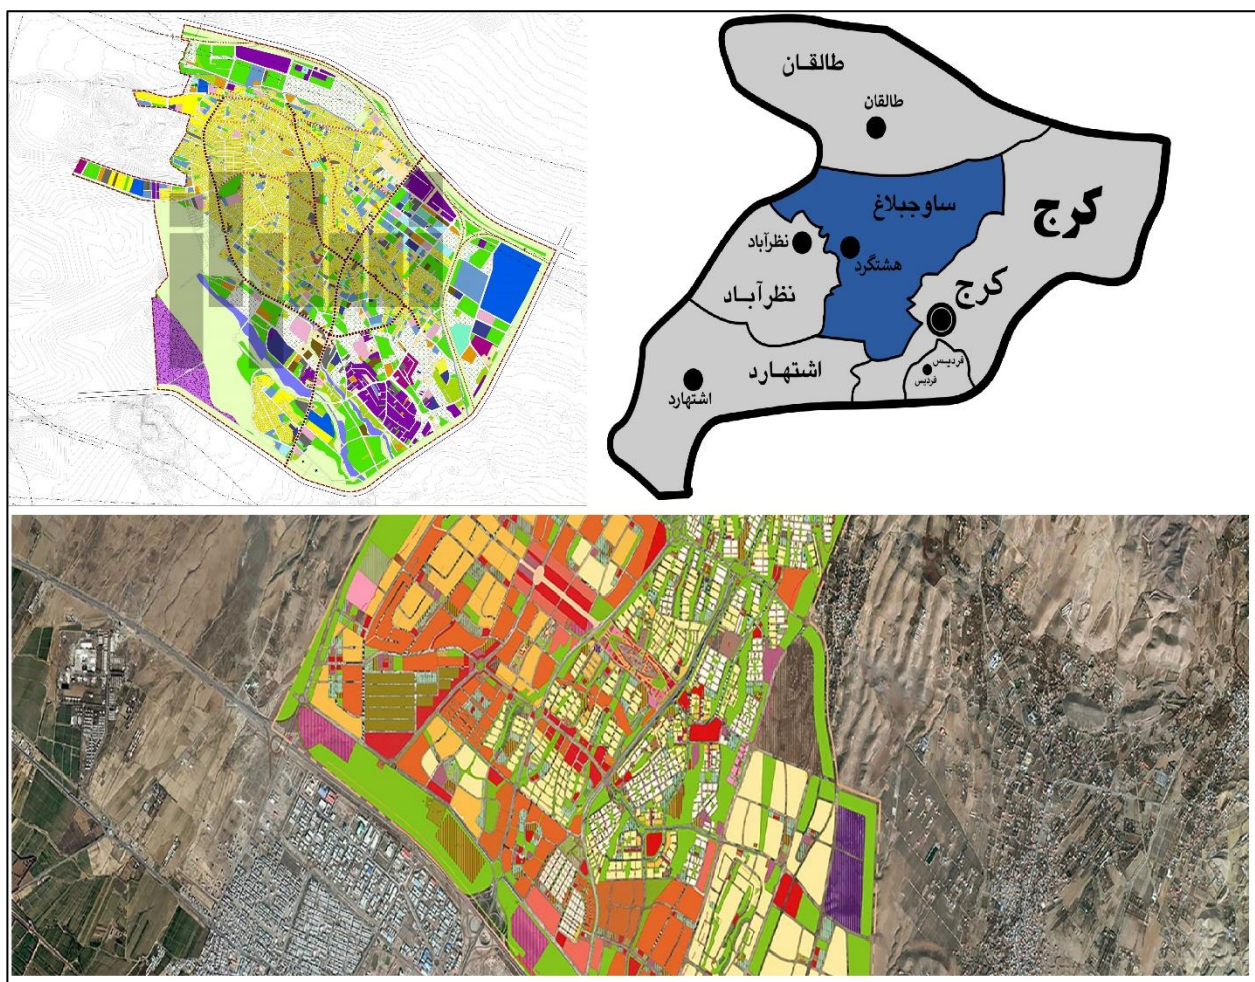 طالقان
طالقان
ساوجبلاغ
کرج
نظرآباد
هشتگرد
نظرآباد
کرج
فردیس
فردیس
اشتهارد
اشتهارد